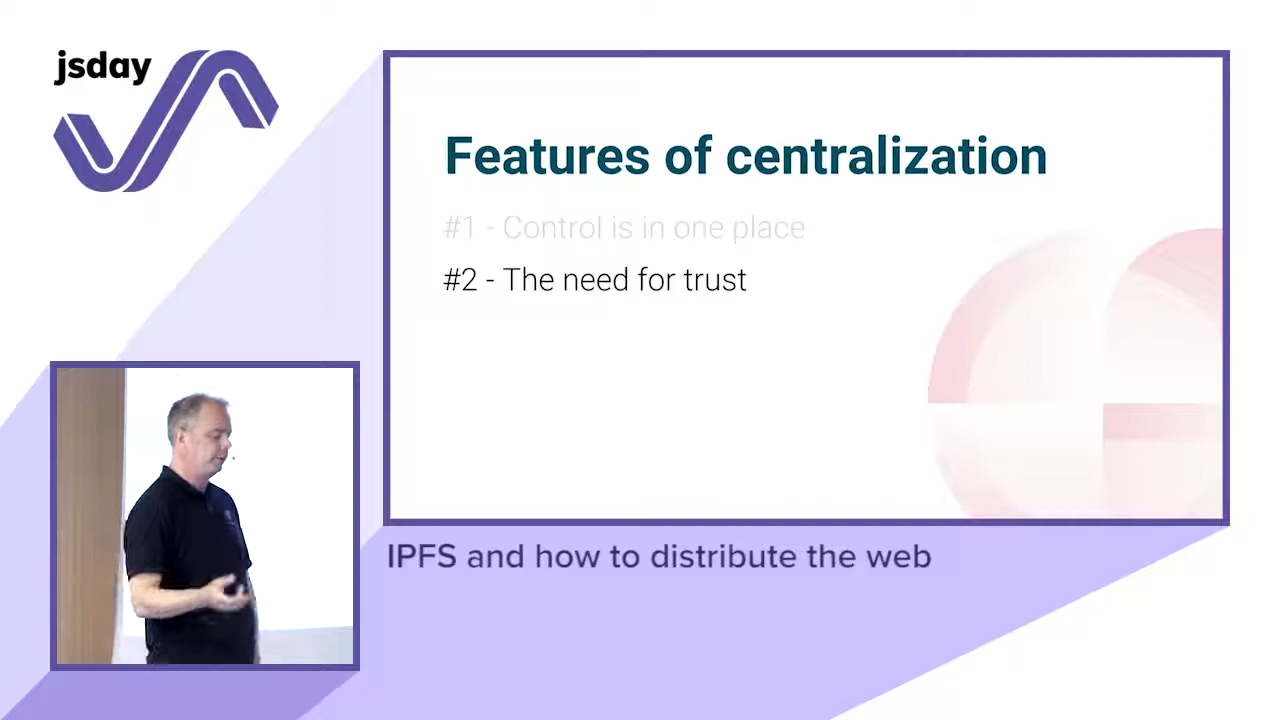 jsday
Features of centralization
#1 - Control is in one place
#2 - The need for trust
IPFS and how to distribute the web